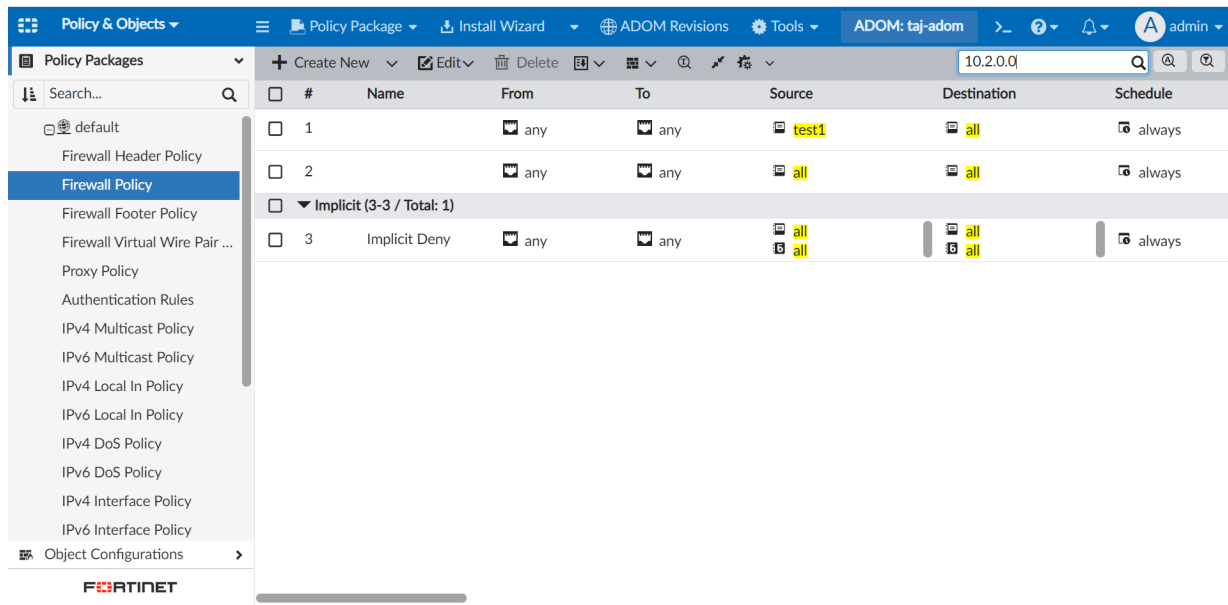 Policy & Objects
Policy Package
Install Wizard
ADOM Revisions
Tools
ADOM: taj-adom
>_
?
A
admin
Policy Packages
Create New
Edit
Delete
10.2.0.0
Search...
# Name From To Source Destination Schedule
default
Firewall Header Policy
Firewall Policy
Firewall Footer Policy
Firewall Virtual Wire Pair ...
Proxy Policy
Authentication Rules
IPv4 Multicast Policy
IPv6 Multicast Policy
IPv4 Local In Policy
IPv6 Local In Policy
IPv4 DoS Policy
IPv6 DoS Policy
IPv4 Interface Policy
IPv6 Interface Policy
Object Configurations
FORTINET
1 any any test1 all always
2 any any all all always
Implicit (3-3 / Total: 1)
3 Implicit Deny any any all all always
6 all 6 all